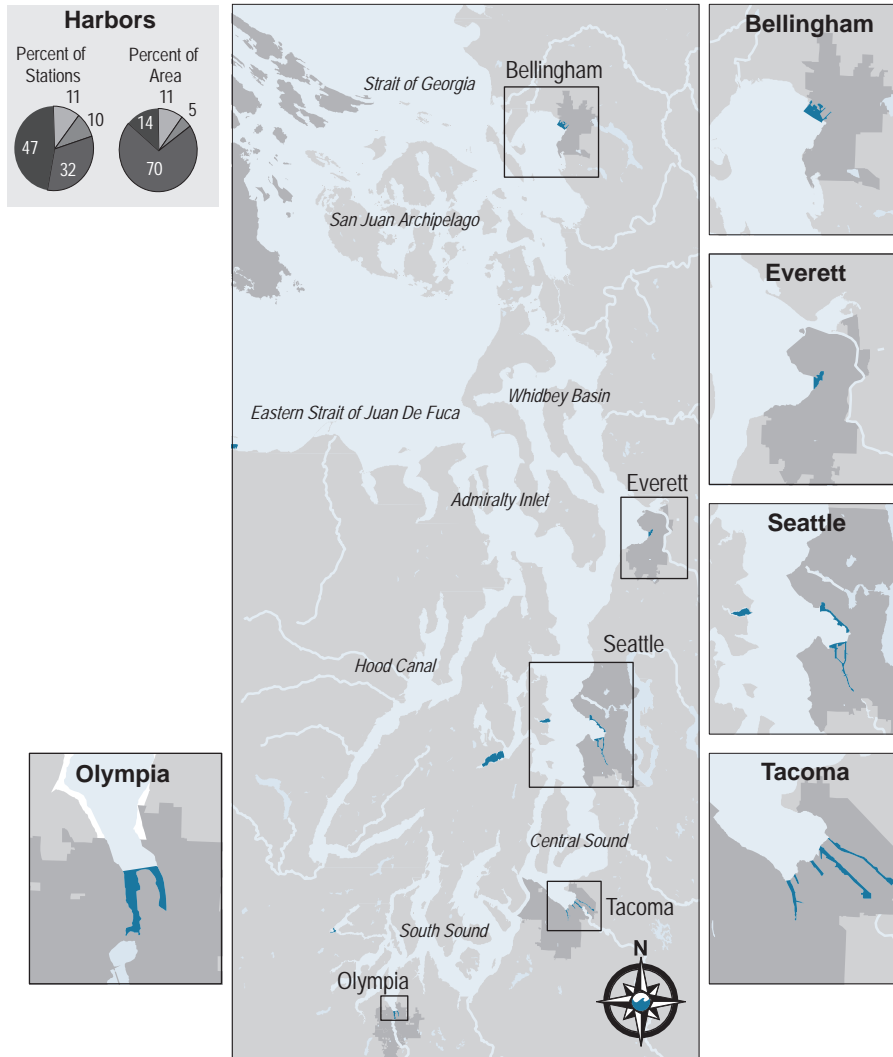 Harbors
Percent of
Stations
Percent of
Area
11
10
32
47
11
5
70
14
Strait of Georgia
Bellingham
San Juan Archipelago
Whidbey Basin
Eastern Strait of Juan De Fuca
Everett
Admiralty Inlet
Seattle
Hood Canal
Central Sound
Tacoma
South Sound
Olympia
N
Bellingham
Everett
Seattle
Tacoma
Olympia